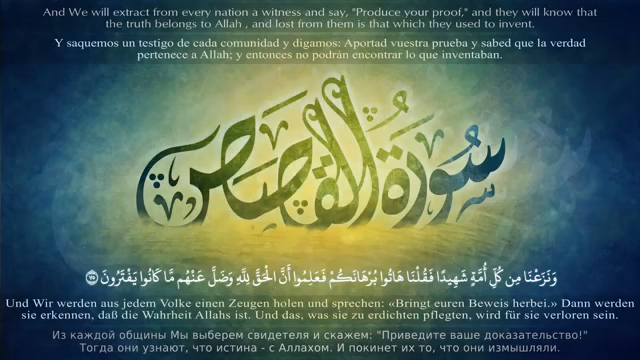 And We will extract from every nation a witness and say, "Produce your proof," and they will know that
the truth belongs to Allah , and lost from them is that which they used to invent.
Y saquemos un testigo de cada comunidad y digamos: Aportad vuestra prueba y sabed que la verdad
pertenece a Allah; y entonces no podrán encontrar lo que inventaban.
سورة القصص
وَنَزَعْنَا مِن كُلِّ أُمَّةٍ شَهِيدًا فَقُلْنَا هَاتُوا بُرْهَانَكُمْ فَعَلِمُوا أَنَّ الْحَقَّ لِلَّهِ وَضَلَّ عَنْهُم مَّا كَانُوا يَفْتَرُونَ ٧٥
Und Wir werden aus jedem Volke einen Zeugen holen und sprechen: «Bringt euren Beweis herbei.» Dann werden
sie erkennen, daß die Wahrheit Allahs ist. Und das, was sie zu erdichten pflegten, wird für sie verloren sein.
Из каждой общины Мы выберем свидетеля и скажем: "Приведите ваше доказательство!"
Тогда они узнают, что истина - с Аллахом. И покинет их то, что они измышляли.